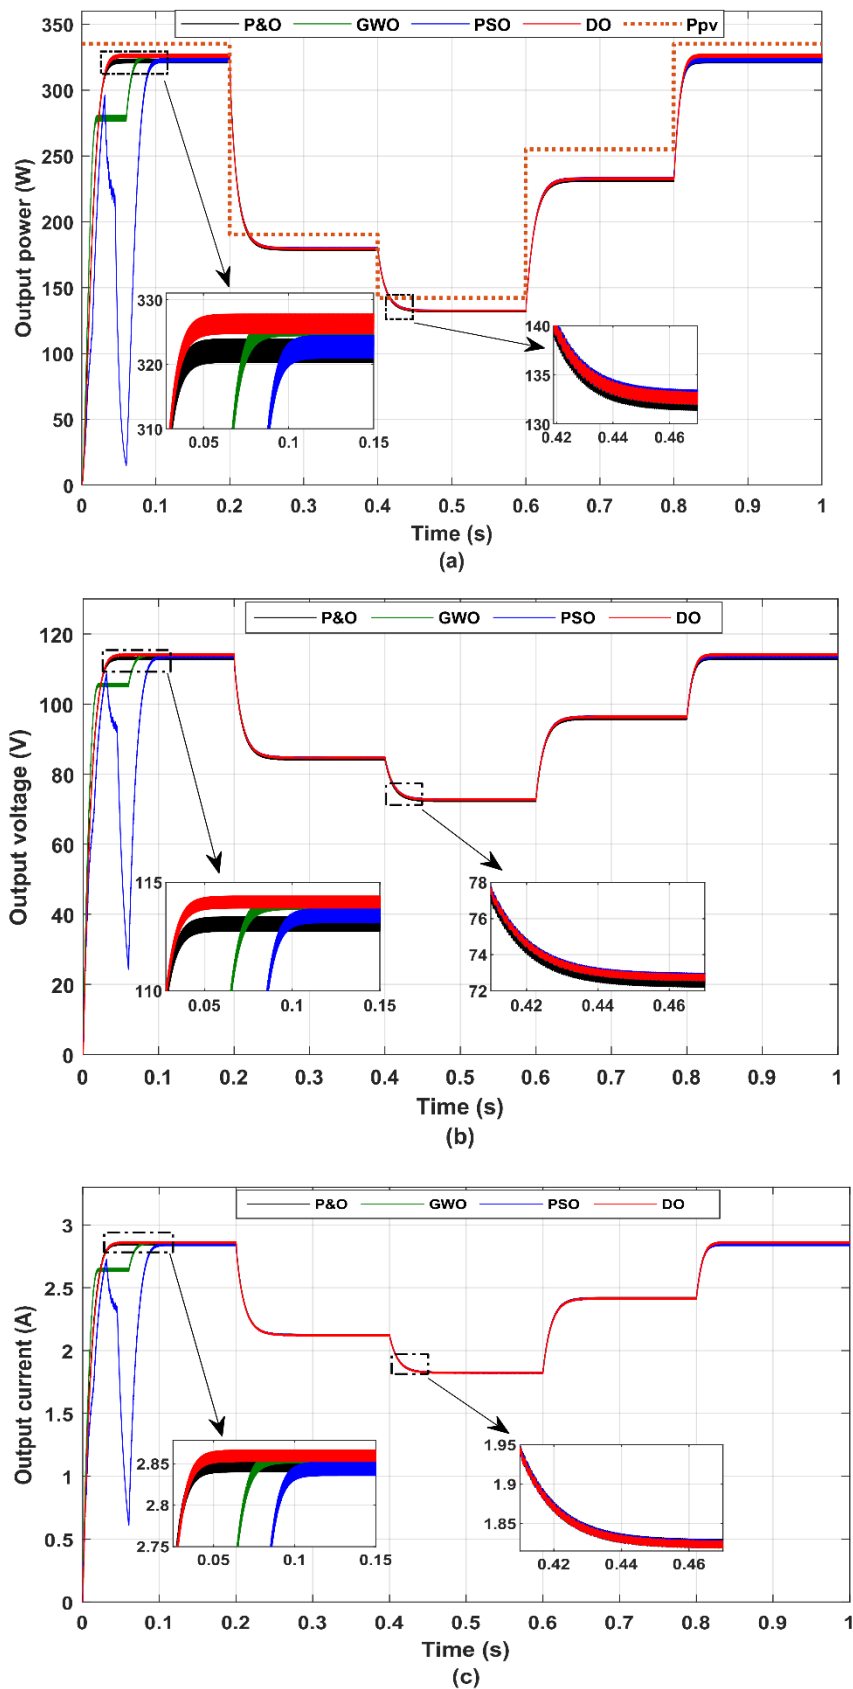 P&O GWO PSO DO Ppv
Output power (W)
350
300
250
200
150
100
50
0
330
320
310
0.05 0.1 0.15
140
135
130
0.42 0.44 0.46
0 0.1 0.2 0.3 0.4 0.5 0.6 0.7 0.8 0.9 1
Time (s)
(a)
P&O GWO PSO DO
Output voltage (V)
120
100
80
60
40
20
0
115
110
0.05 0.1 0.15
78
76
74
72
0.42 0.44 0.46
0 0.1 0.2 0.3 0.4 0.5 0.6 0.7 0.8 0.9 1
Time (s)
(b)
P&O GWO PSO DO
Output current (A)
3
2.5
2
1.5
1
0.5
0
2.85
2.8
2.75
0.05 0.1 0.15
1.95
1.9
1.85
0.42 0.44 0.46
0 0.1 0.2 0.3 0.4 0.5 0.6 0.7 0.8 0.9 1
Time (s)
(c)